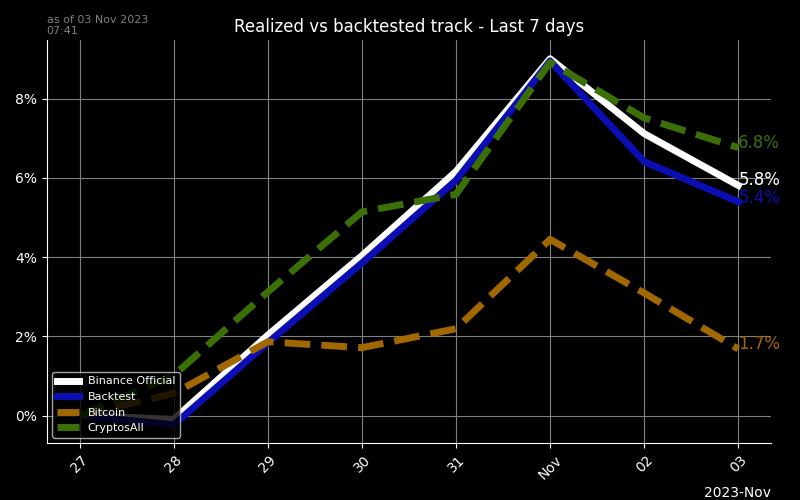 as of 03 Nov 2023
07:41
Realized vs backtested track - Last 7 days
8%
6%
4%
2%
0%
6.8%
5.8%
5.4%
1.7%
Binance Official
Backtest
Bitcoin
CryptosAll
27
28
29
30
31
Nov
02
03
2023-Nov